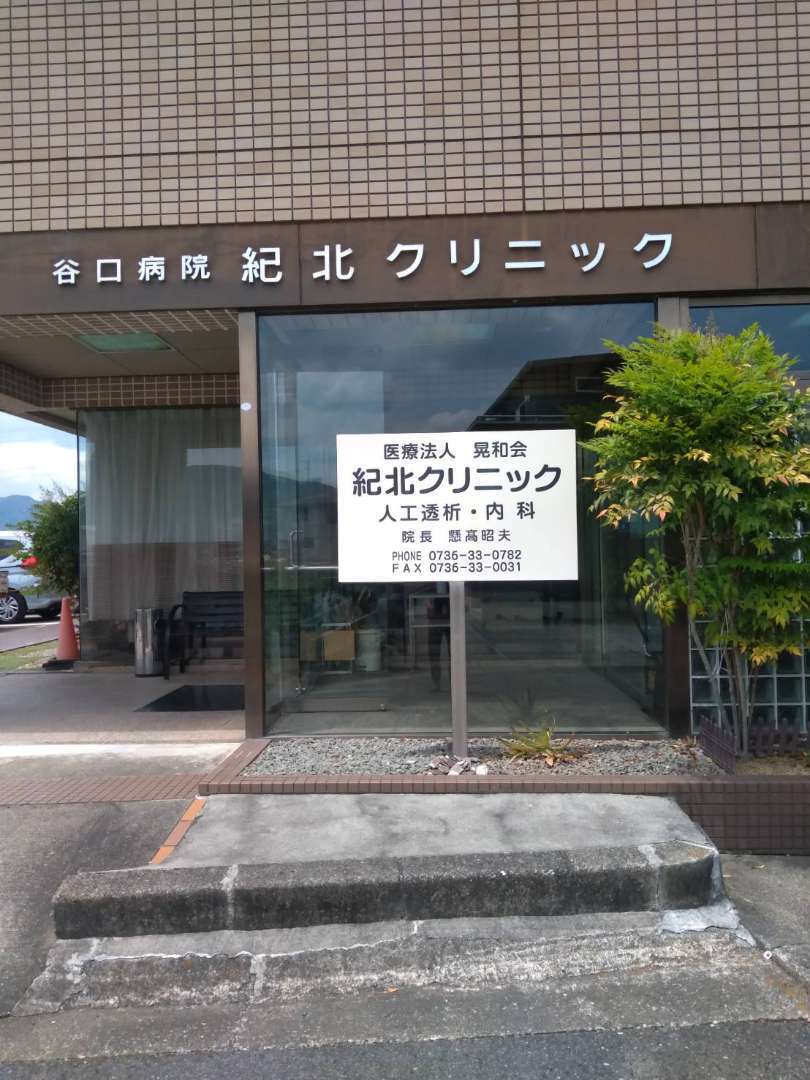 谷口病院 紀北クリニック
医療法人 晃和会
紀北クリニック
人工透析・内科
院長 懸高昭夫
PHONE 0736-33-0782
FAX 0736-33-0031